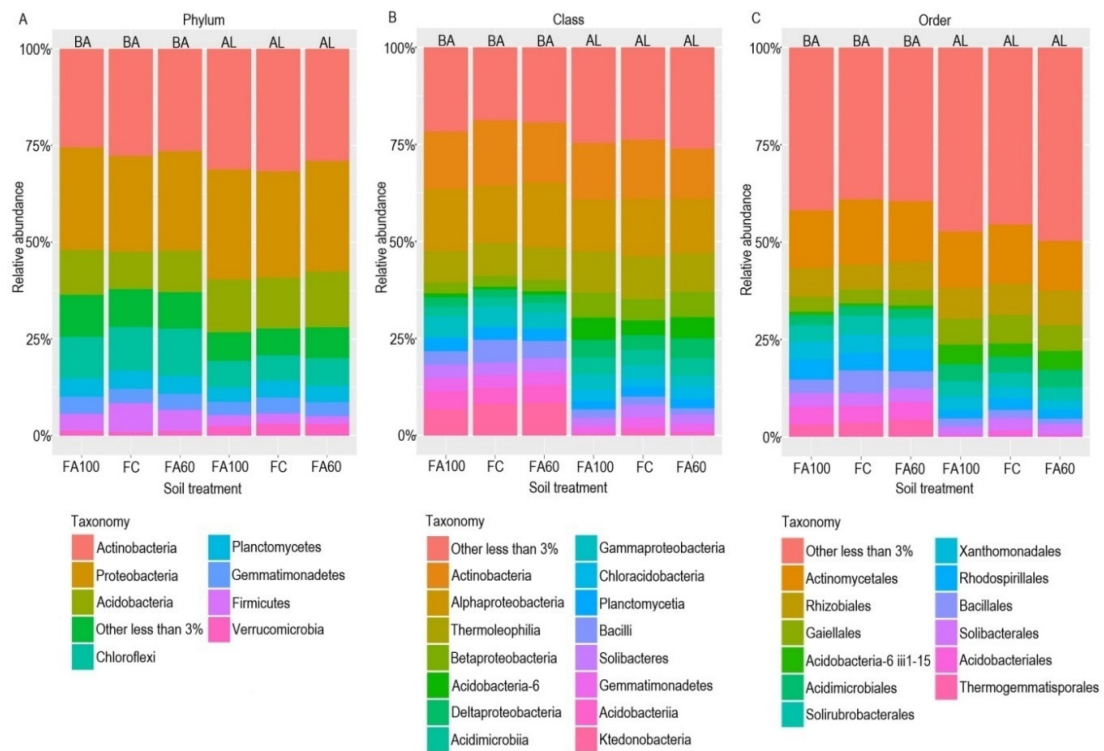 A
Phylum
BA BA BA AL AL AL
100%
75%
50%
25%
0%
Relative abundance
FA100 FC FA60 FA100 FC FA60
Soil treatment
Taxonomy
Actinobacteria
Proteobacteria
Acidobacteria
Other less than 3%
Chloroflexi
Planctomycetes
Gemmatimonadetes
Firmicutes
Verrucomicrobia
B
Class
BA BA BA AL AL AL
100%
75%
50%
25%
0%
Relative abundance
FA100 FC FA60 FA100 FC FA60
Soil treatment
Taxonomy
Other less than 3%
Actinobacteria
Alphaproteobacteria
Thermoleophilia
Betaproteobacteria
Acidobacteria-6
Deltaproteobacteria
Acidimicrobiia
Gammaproteobacteria
Chloracidobacteria
Planctomycetia
Bacilli
Solibacteres
Gemmatimonadetes
Acidobacteriia
Ktedonobacteria
C
Order
BA BA BA AL AL AL
100%
75%
50%
25%
0%
Relative abundance
FA100 FC FA60 FA100 FC FA60
Soil treatment
Taxonomy
Other less than 3%
Actinomycetales
Rhizobiales
Gaiellales
Acidobacteria-6 iii1-15
Acidimicrobiales
Solirubrobacterales
Xanthomonadales
Rhodospirillales
Bacillales
Solibacterales
Acidobacteriales
Thermogemmatisporales